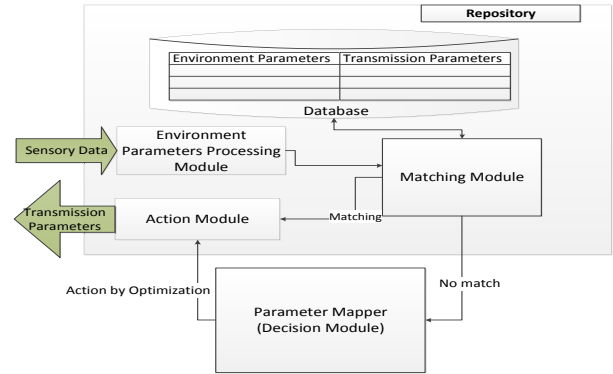 Repository
Environment Parameters Transmission Parameters
Database
Sensory Data
Environment
Parameters Processing
Module
Matching Module
Transmission
Parameters
Action Module
Matching
Action by Optimization
No match
Parameter Mapper
(Decision Module)